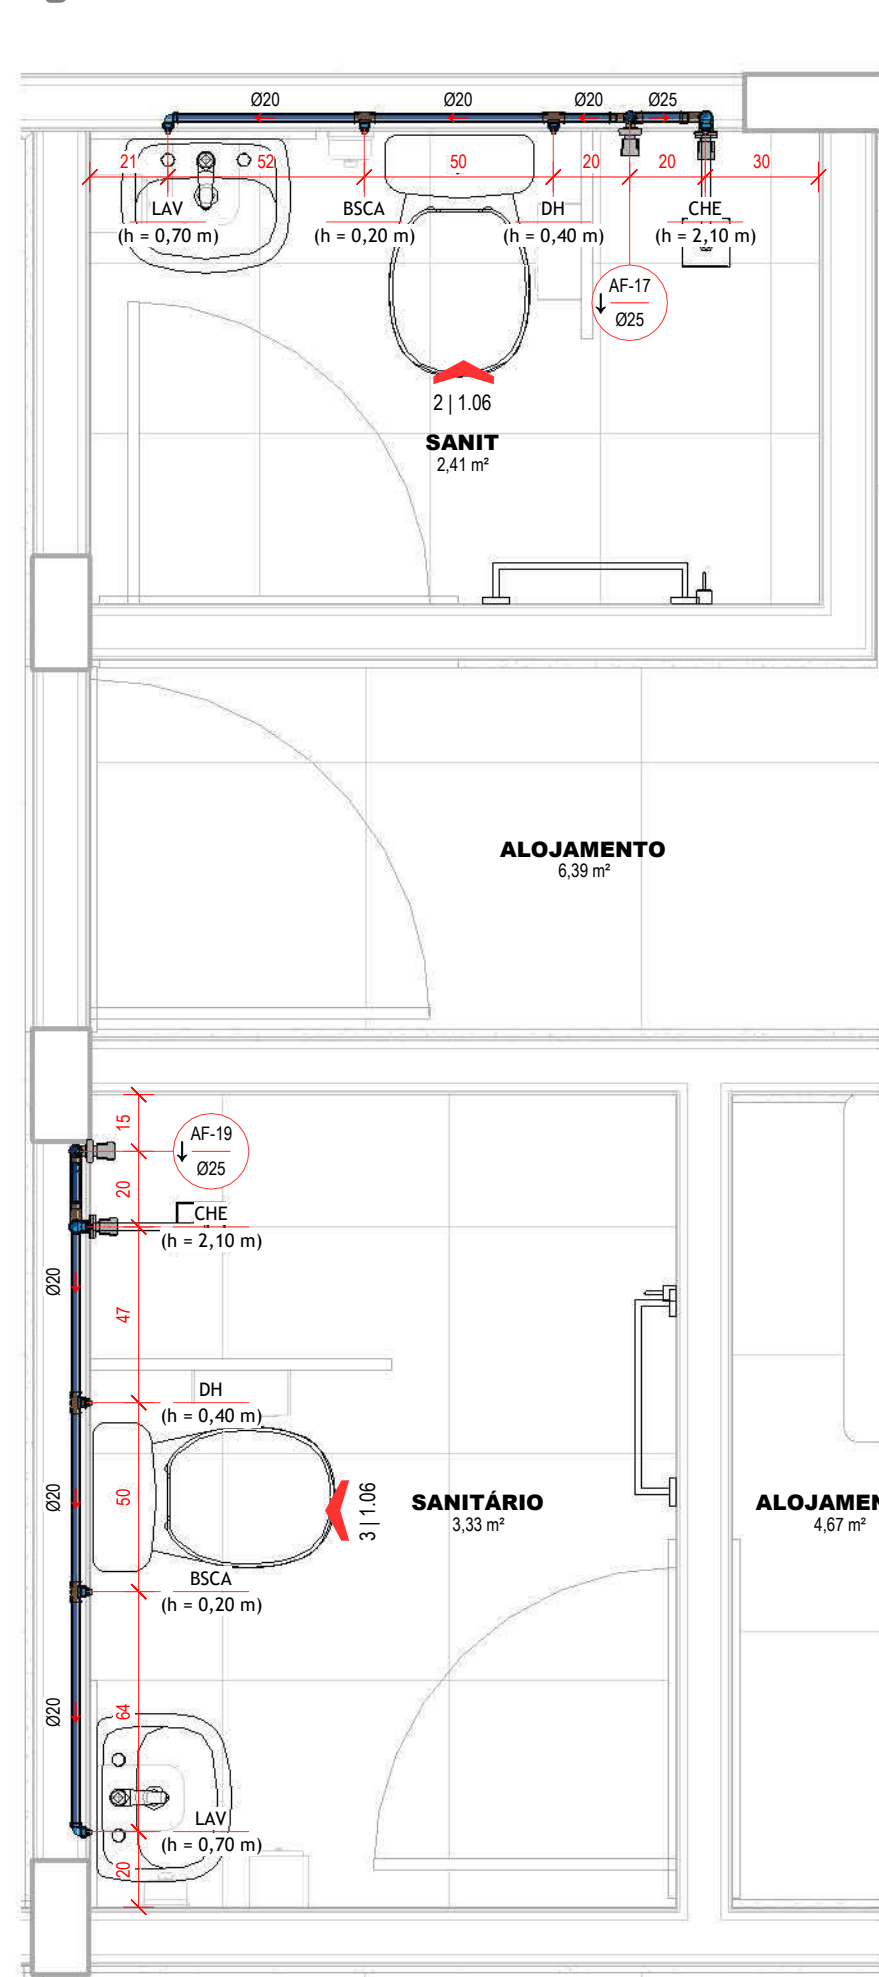 Ø20 Ø20 Ø20 Ø25
21 52 50 20 20 30
LAV BSCA DH CHE
(h = 0,70 m) (h = 0,20 m) (h = 0,40 m) (h = 2,10 m)
AF-17
Ø25
2 | 1.06
SANIT
2,41 m²
ALOJAMENTO
6,39 m²
15
AF-19
Ø25
20
CHE
(h = 2,10 m)
Ø20
47
DH
(h = 0,40 m)
Ø20
50
3 | 1.06
SANITÁRIO
3,33 m²
ALOJAMEN
4,67 m²
BSCA
(h = 0,20 m)
Ø20
64
LAV
(h = 0,70 m)
20